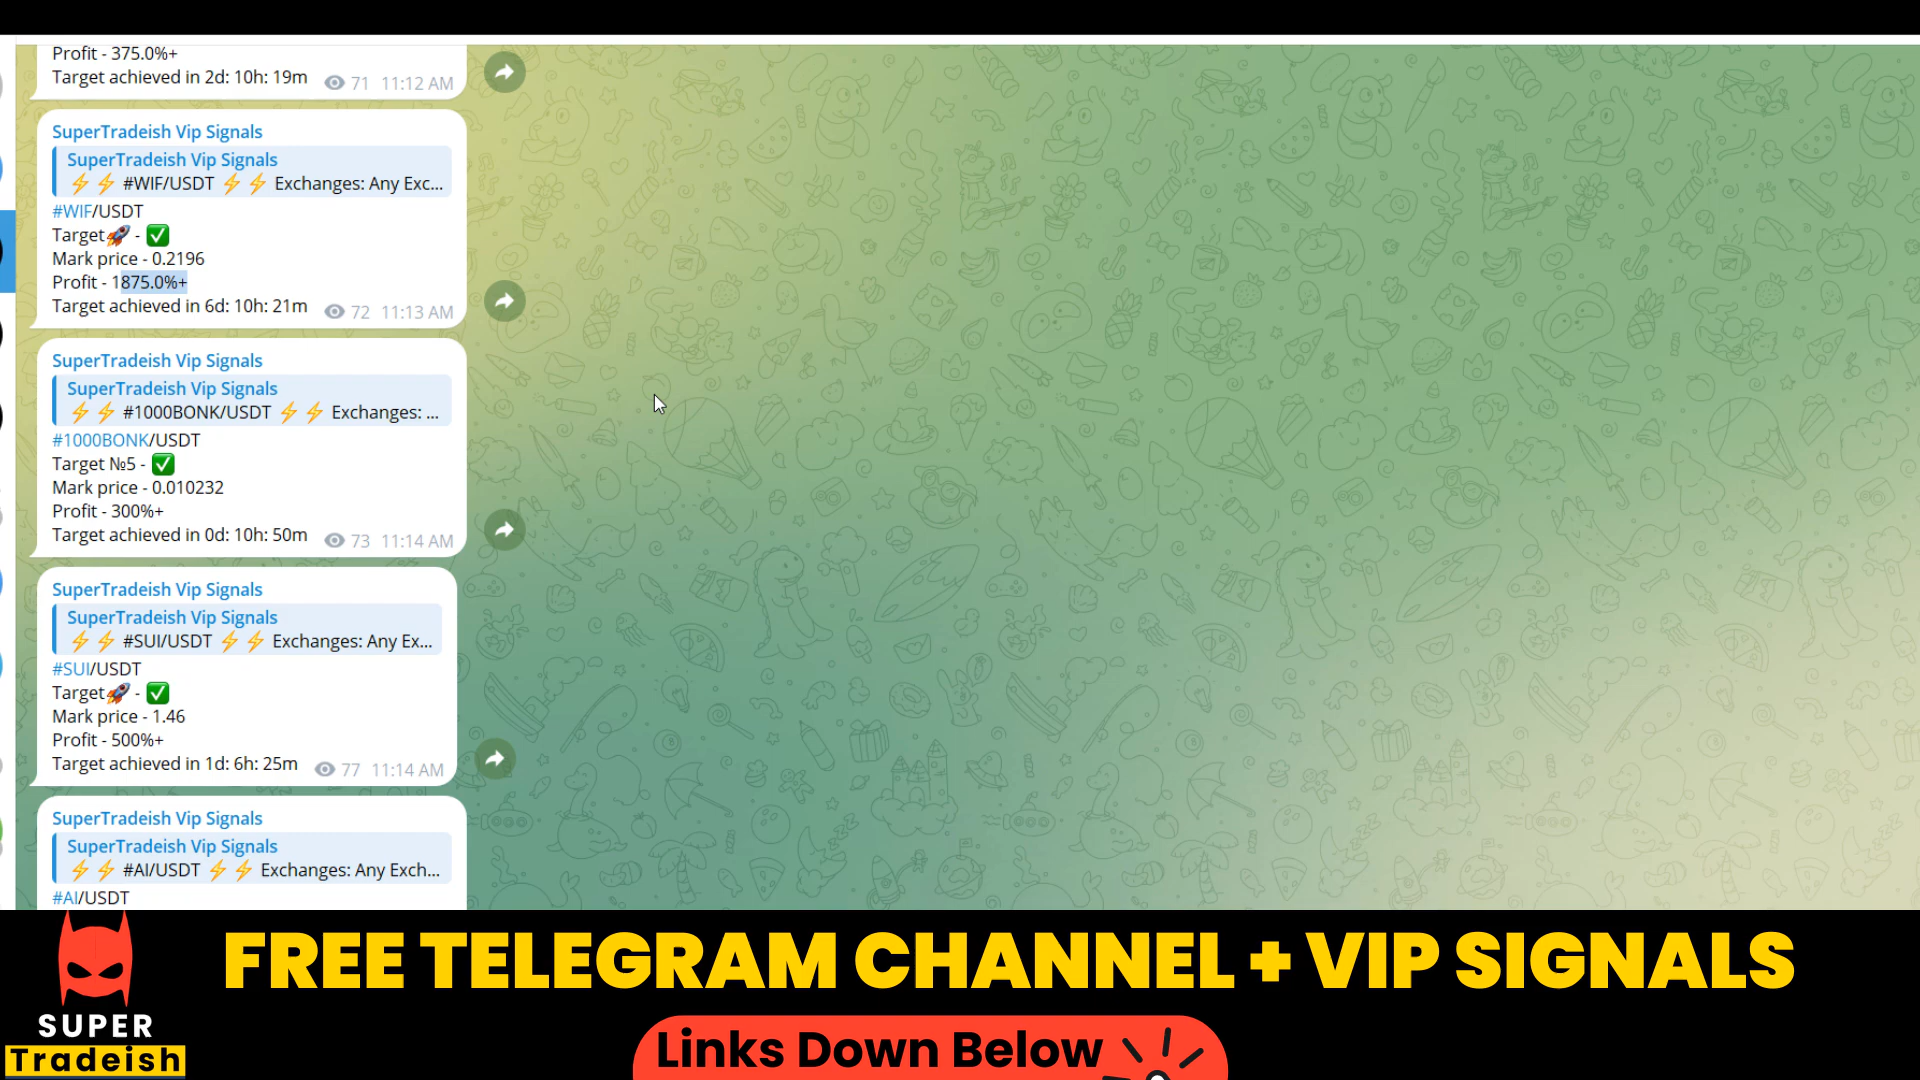 Profit - 375.0%+
Target achieved in 2d: 10h: 19m 71 11:12 AM
SuperTradeish Vip Signals
SuperTradeish Vip Signals
⚡⚡ #WIF/USDT ⚡⚡ Exchanges: Any Exc...
#WIF/USDT
Target🚀 - ✅
Mark price - 0.2196
Profit - 1875.0%+
Target achieved in 6d: 10h: 21m 72 11:13 AM
SuperTradeish Vip Signals
SuperTradeish Vip Signals
⚡⚡ #1000BONK/USDT ⚡⚡ Exchanges: ...
#1000BONK/USDT
Target №5 - ✅
Mark price - 0.010232
Profit - 300%+
Target achieved in 0d: 10h: 50m 73 11:14 AM
SuperTradeish Vip Signals
SuperTradeish Vip Signals
⚡⚡ #SUI/USDT ⚡⚡ Exchanges: Any Ex...
#SUI/USDT
Target🚀 - ✅
Mark price - 1.46
Profit - 500%+
Target achieved in 1d: 6h: 25m 77 11:14 AM
SuperTradeish Vip Signals
SuperTradeish Vip Signals
⚡⚡ #AI/USDT ⚡⚡ Exchanges: Any Exch...
#AI/USDT
FREE TELEGRAM CHANNEL + VIP SIGNALS
SUPER
Tradeish
Links Down Below